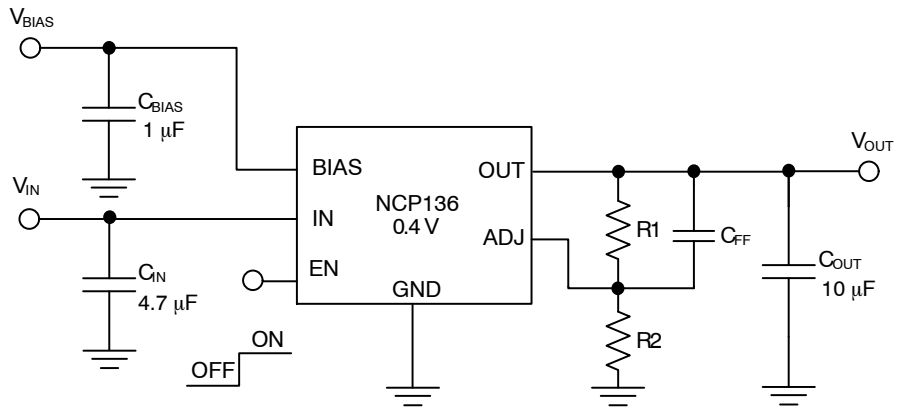 VBIAS
CBIAS
1 μF
VIN
CIN
4.7 μF
BIAS
IN
EN
NCP136
0.4 V
GND
OUT
ADJ
OFF
ON
R1
CFF
R2
VOUT
COUT
10 μF